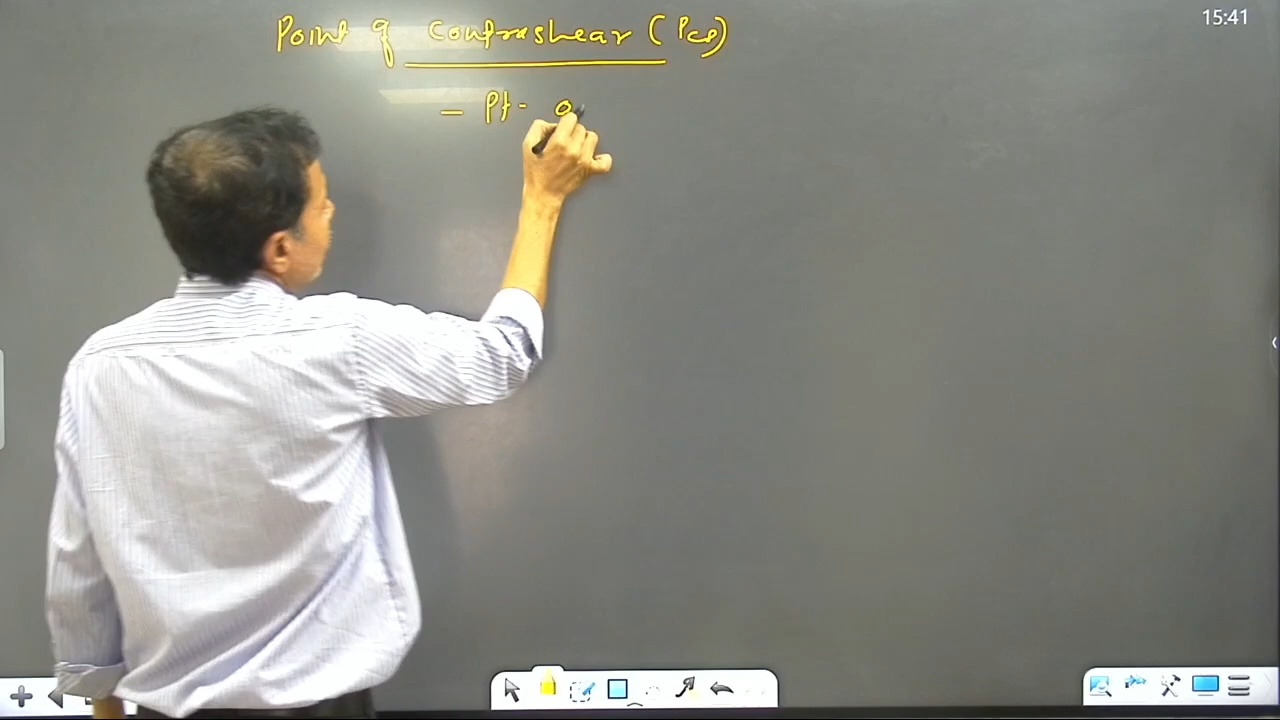 15:41
Point of contrashear (PCS)
- Pt- o